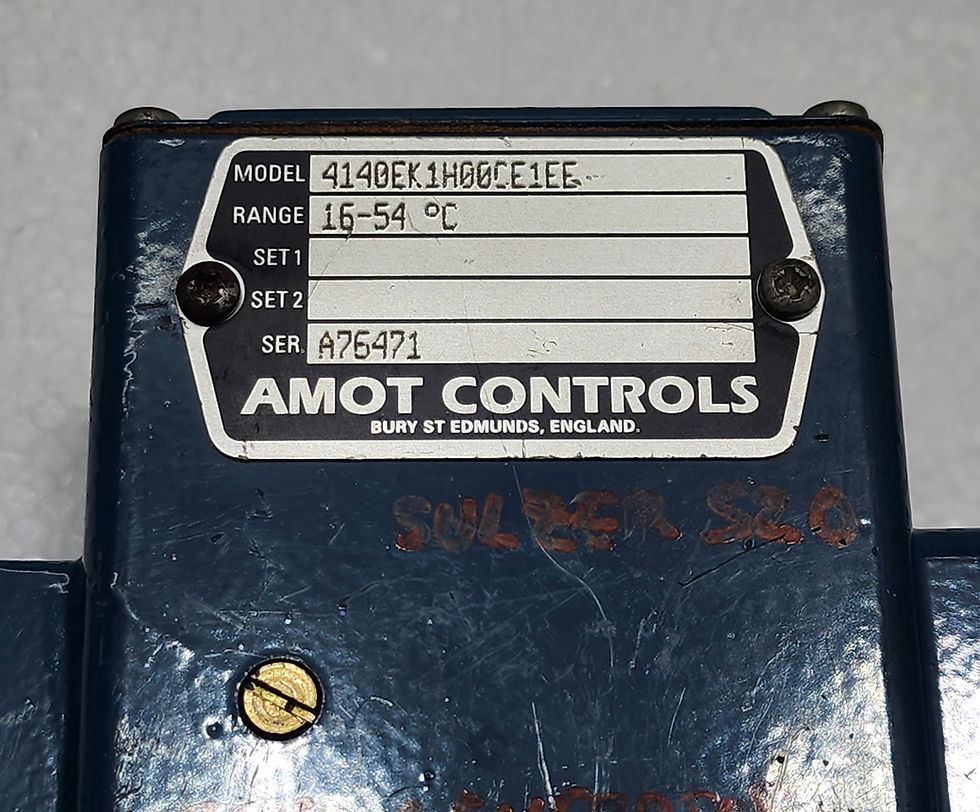 MODEL 4140EK1H00CE1EE
RANGE 16-54 °C
SET 1
SET 2
SER. A76471
AMOT CONTROLS
BURY ST EDMUNDS, ENGLAND.
SULZER S20